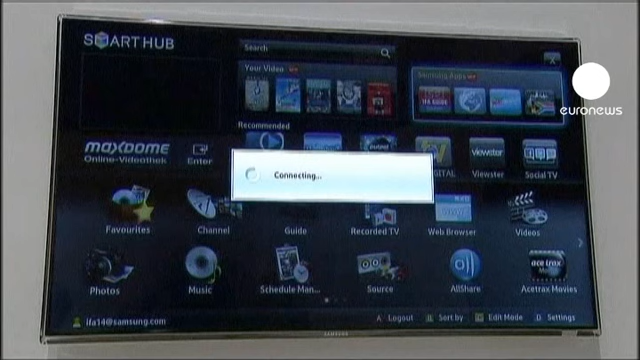 SMART HUB
Search
Your Video
Samsung Apps
X
euronews
Recommended
maxdome
Online-Videothek
Enter
DIGITAL
Viewster
Social TV
Connecting...
Favourites
Channel
Guide
Recorded TV
Web Browser
Videos
Photos
Music
Schedule Man...
Source
AllShare
Acetrax Movies
ifa14@samsung.com
A Logout
B Sort by
C Edit Mode
D Settings
SAMSUNG